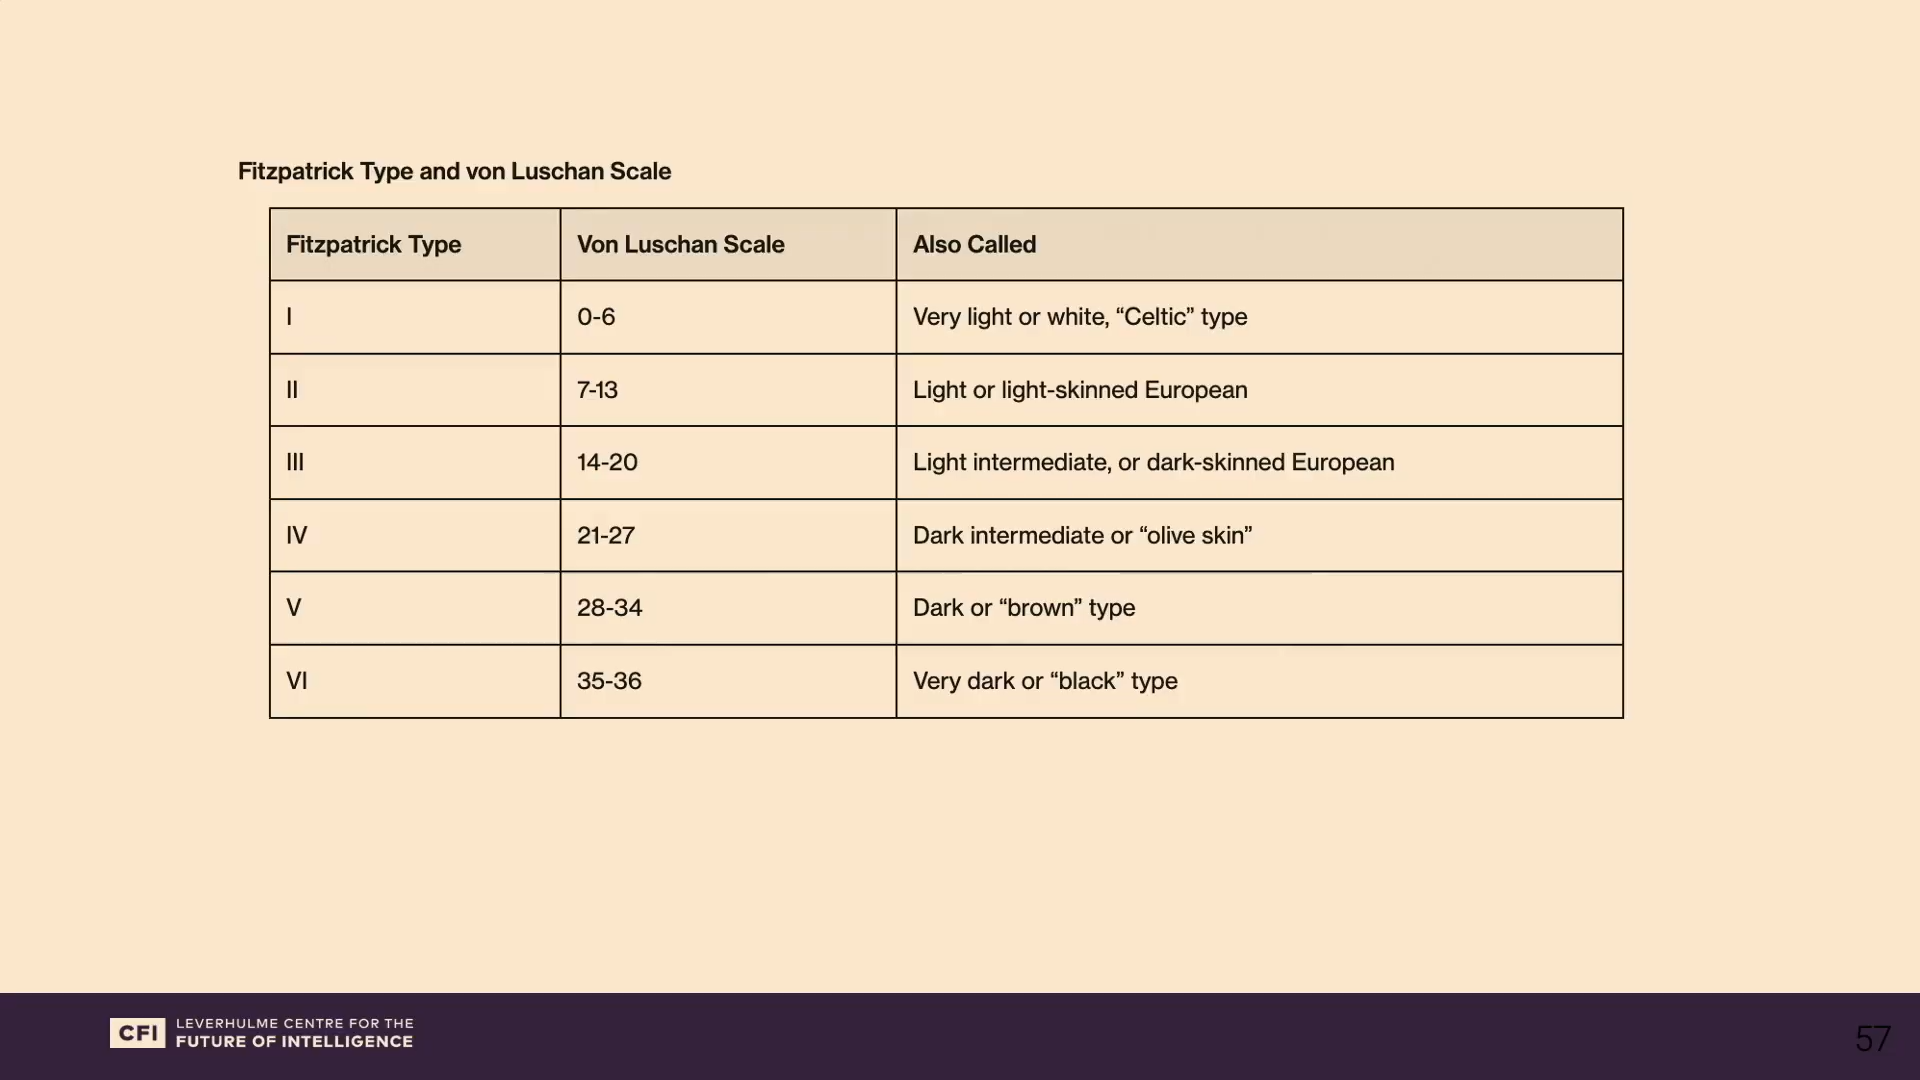 Fitzpatrick Type and von Luschan Scale
Fitzpatrick Type Von Luschan Scale Also Called
I 0-6 Very light or white, “Celtic” type
II 7-13 Light or light-skinned European
III 14-20 Light intermediate, or dark-skinned European
IV 21-27 Dark intermediate or “olive skin”
V 28-34 Dark or “brown” type
VI 35-36 Very dark or “black” type
CFI LEVERHULME CENTRE FOR THE
FUTURE OF INTELLIGENCE
57